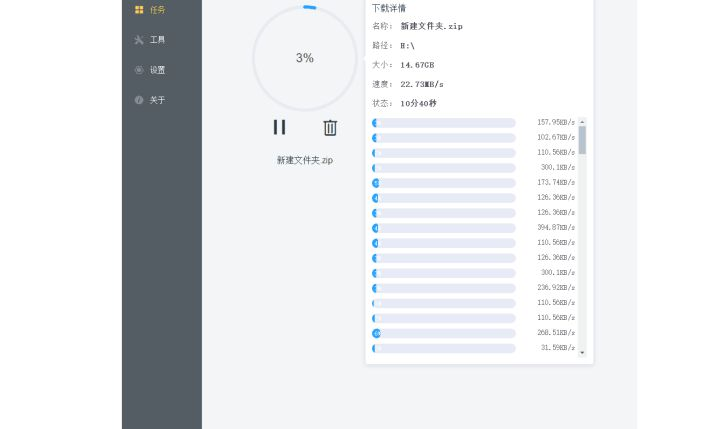 任务
工具
设置
关于
3%
新建文件夹.zip
下载详情
名称： 新建文件夹.zip
路径： H:\
大小： 14.67GB
速度： 22.73MB/s
状态： 10分40秒
157.95KB/s
102.67KB/s
110.56KB/s
300.1KB/s
173.74KB/s
126.36KB/s
126.36KB/s
394.87KB/s
110.56KB/s
126.36KB/s
300.1KB/s
236.92KB/s
110.56KB/s
110.56KB/s
268.51KB/s
31.59KB/s